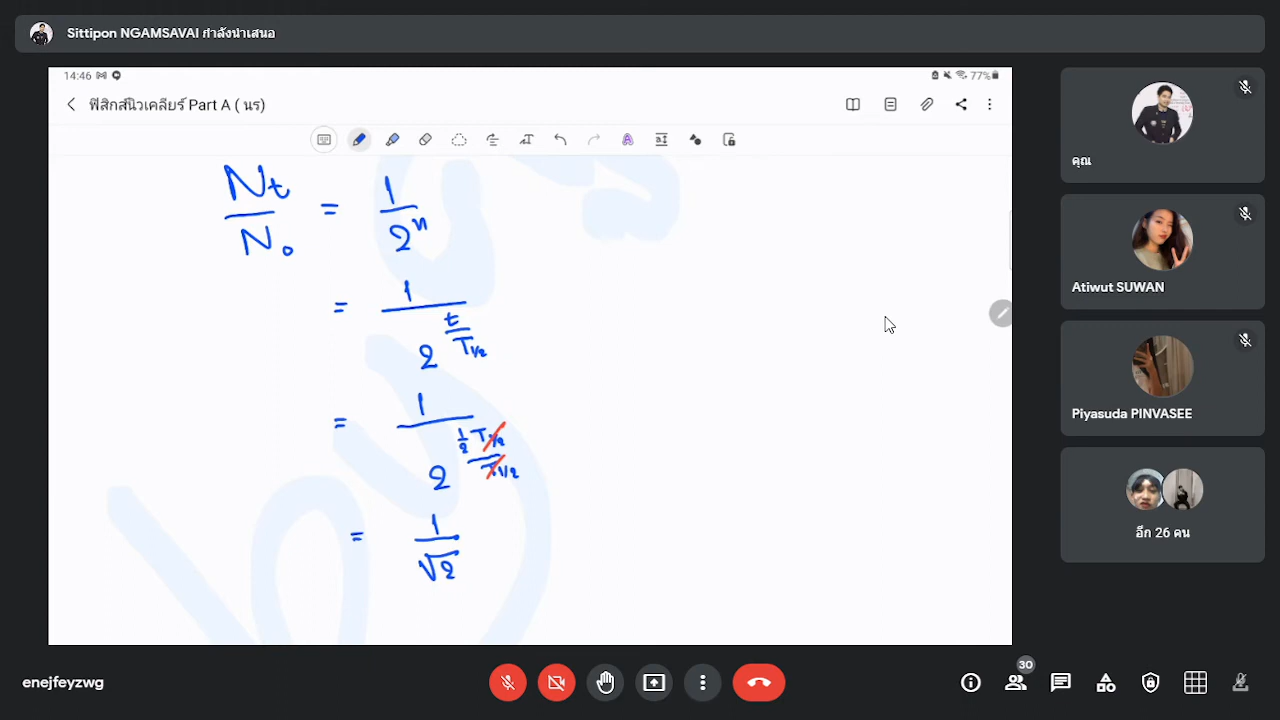 Sittipon NGAMSAVAI กำลังนำเสนอ
14:46
77%
ฟิสิกส์นิวเคลียร์ Part A ( นร)
Nt/N₀ = 1/2ⁿ
= 1/2^(t/T1/2)
= 1/2^(1/2 T1/2/T1/2)
= 1/√2
คุณ
Atiwut SUWAN
Piyasuda PINVASEE
อีก 26 คน
enejfeyzwg
30